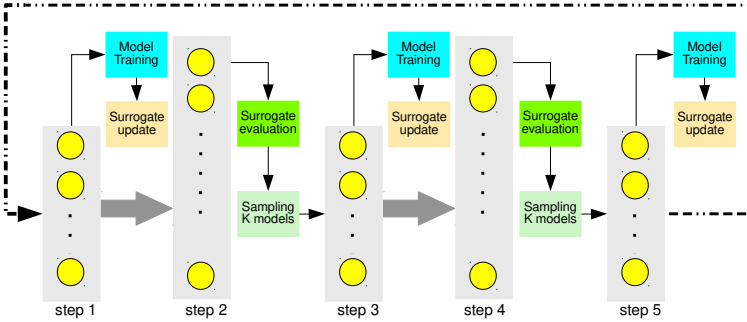 Model
Training
Surrogate
update
Surrogate
evaluation
Sampling
K models
Model
Training
Surrogate
update
Surrogate
evaluation
Sampling
K models
Model
Training
Surrogate
update
step 1
step 2
step 3
step 4
step 5